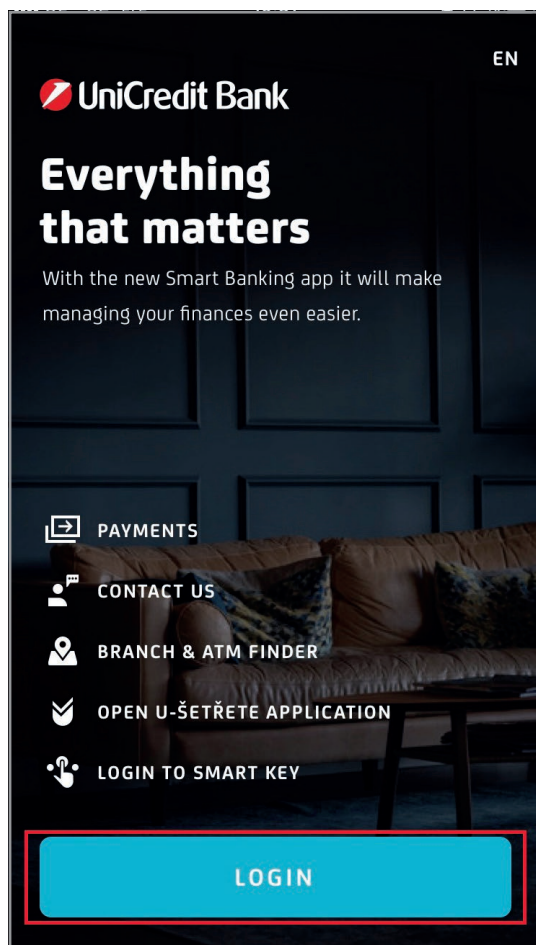 EN
UniCredit Bank
Everything
that matters
With the new Smart Banking app it will make
managing your finances even easier.
PAYMENTS
CONTACT US
BRANCH & ATM FINDER
OPEN U-ŠETŘETE APPLICATION
LOGIN TO SMART KEY
LOGIN